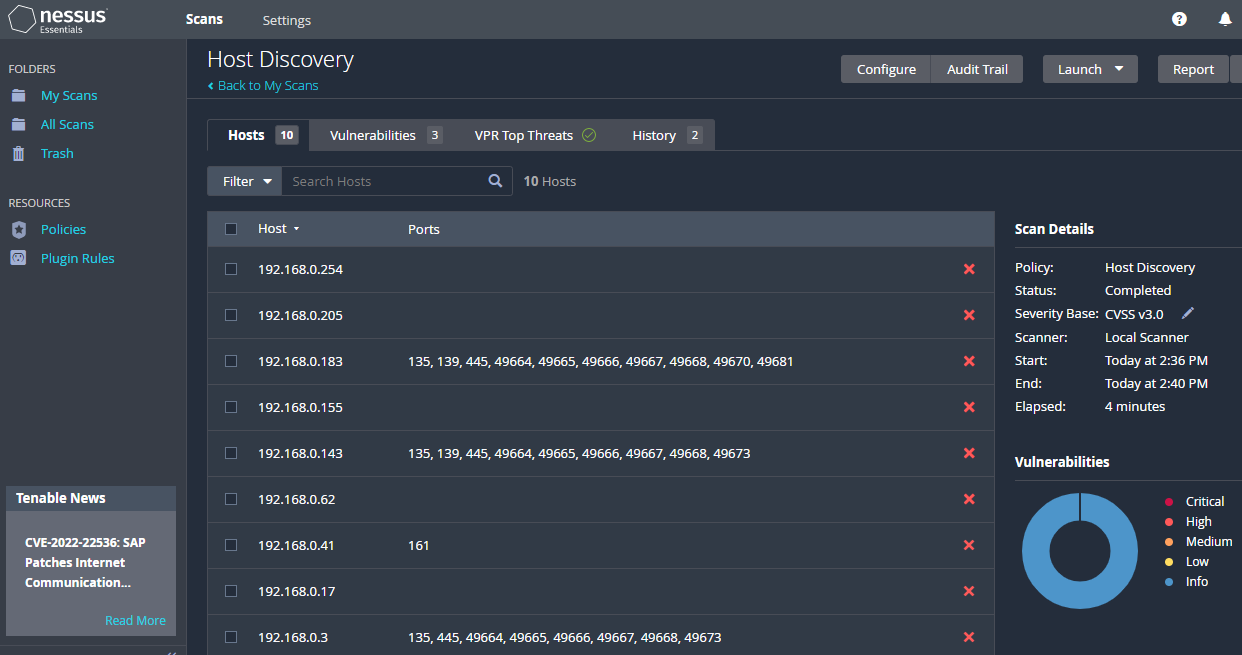 nessus
Essentials
Scans
Settings
FOLDERS
My Scans
All Scans
Trash
RESOURCES
Policies
Plugin Rules
Tenable News
CVE-2022-22536: SAP
Patches Internet
Communication...
Read More
Host Discovery
Back to My Scans
Configure
Audit Trail
Launch
Report
Hosts 10
Vulnerabilities 3
VPR Top Threats
History 2
Filter
Search Hosts
10 Hosts
Host Ports
192.168.0.254
192.168.0.205
192.168.0.183 135, 139, 445, 49664, 49665, 49666, 49667, 49668, 49670, 49681
192.168.0.155
192.168.0.143 135, 139, 445, 49664, 49665, 49666, 49667, 49668, 49673
192.168.0.62
192.168.0.41 161
192.168.0.17
192.168.0.3 135, 445, 49664, 49665, 49666, 49667, 49668, 49673
Scan Details
Policy: Host Discovery
Status: Completed
Severity Base: CVSS v3.0
Scanner: Local Scanner
Start: Today at 2:36 PM
End: Today at 2:40 PM
Elapsed: 4 minutes
Vulnerabilities
Critical
High
Medium
Low
Info